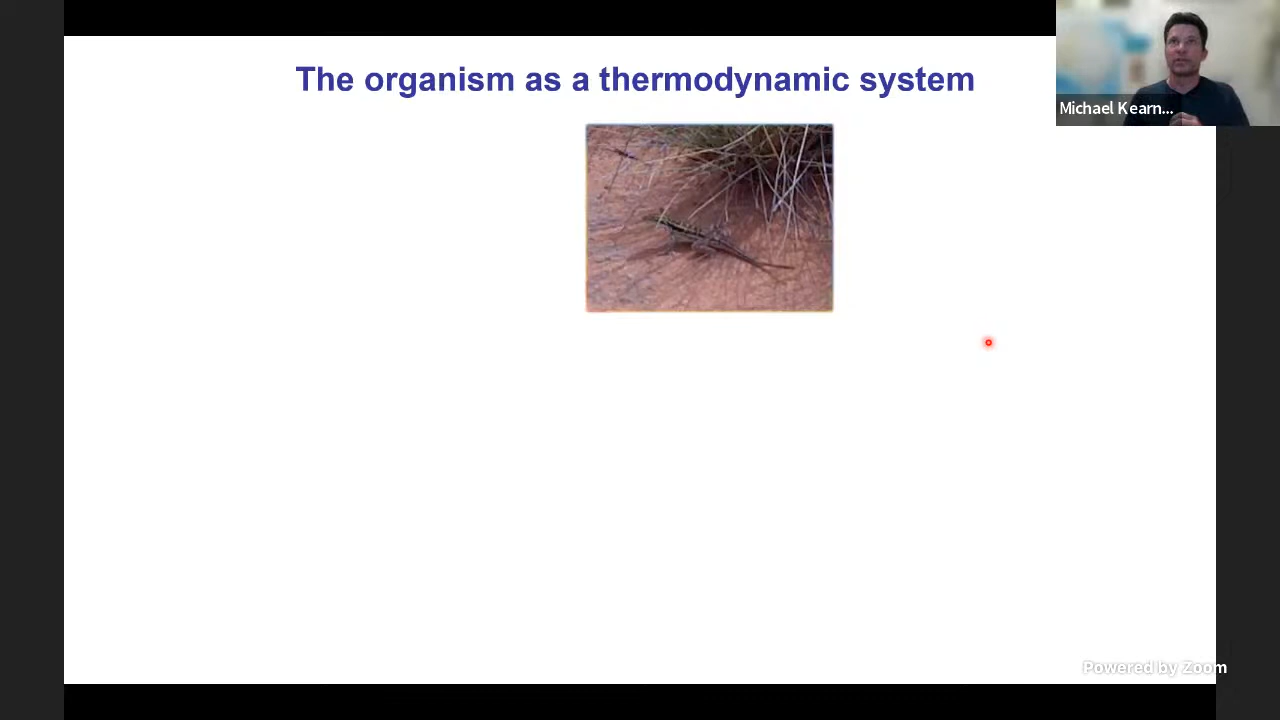 The organism as a thermodynamic system
Michael Kearn...
Powered by Zoom